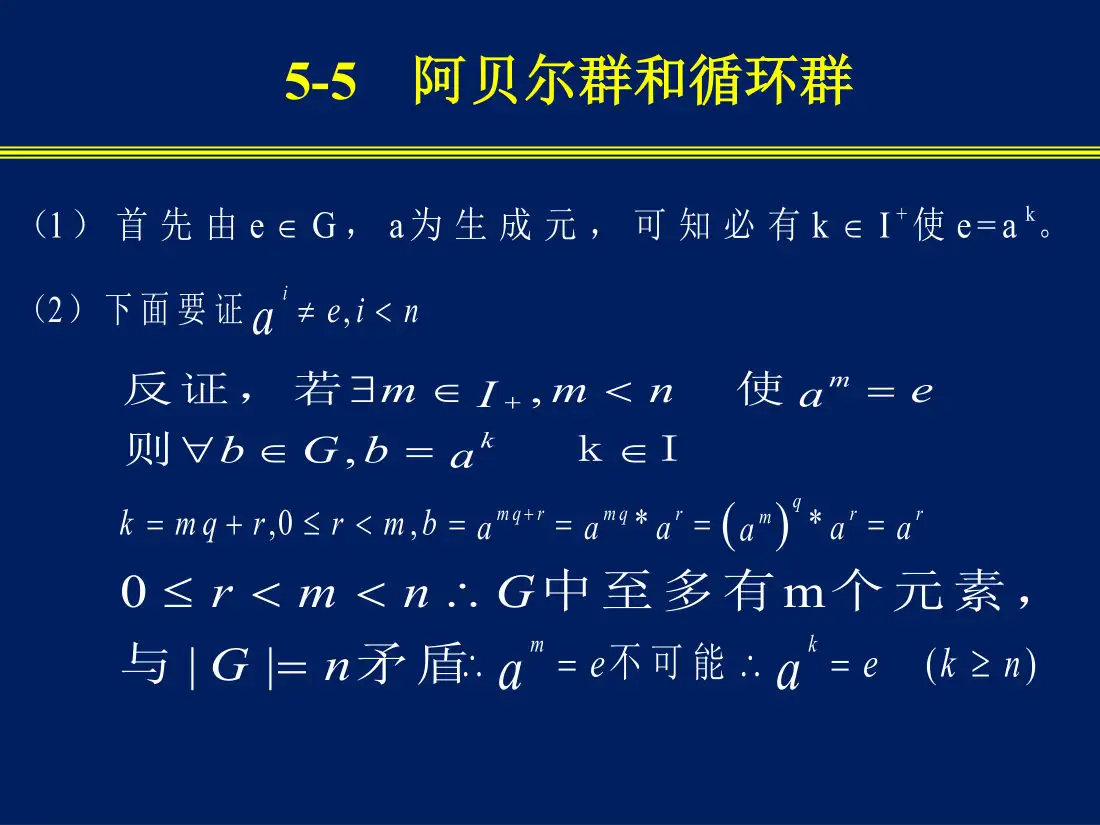 5-5 阿贝尔群和循环群
(1) 首先由e∈G，a为生成元，可知必有k∈I⁺使e=aᵏ。
(2) 下面要证aⁱ≠e,i<n
反证，若∃m∈I₊,m<n 使aᵐ=e
则∀b∈G,b=aᵏ k∈I
k=mq+r,0≤r<m,b=a^{mq+r}=a^{mq}*aʳ=(aᵐ)^q*aʳ=aʳ
0≤r<m<n∴G中至多有m个元素，
与|G|=n矛盾∴aᵐ=e不可能∴aᵏ=e (k≥n)